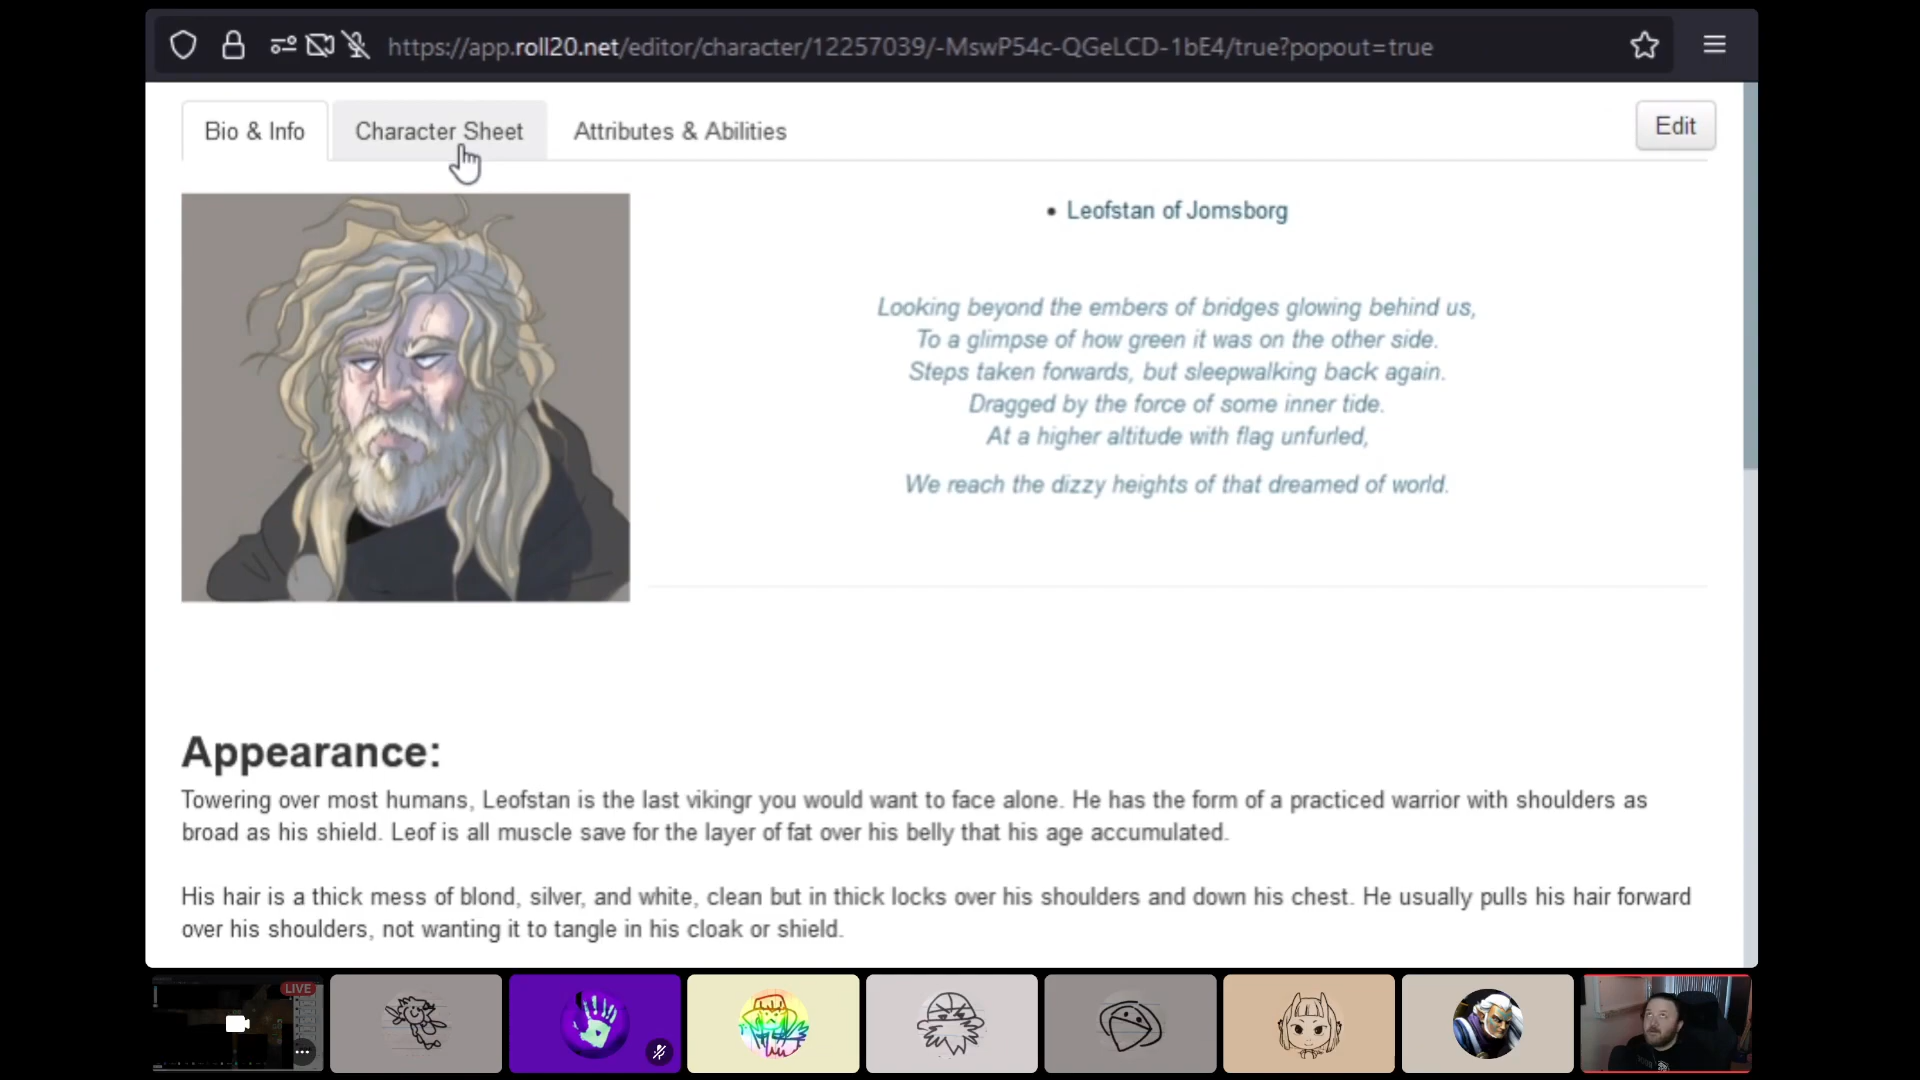 https://app.roll20.net/editor/character/12257039/-MswP54c-QGeLCD-1bE4/true?popout=true
Bio & Info
Character Sheet
Attributes & Abilities
Edit
• Leofstan of Jomsborg
Looking beyond the embers of bridges glowing behind us,
To a glimpse of how green it was on the other side.
Steps taken forwards, but sleepwalking back again.
Dragged by the force of some inner tide.
At a higher altitude with flag unfurled,
We reach the dizzy heights of that dreamed of world.
Appearance:
Towering over most humans, Leofstan is the last vikingr you would want to face alone. He has the form of a practiced warrior with shoulders as
broad as his shield. Leof is all muscle save for the layer of fat over his belly that his age accumulated.
His hair is a thick mess of blond, silver, and white, clean but in thick locks over his shoulders and down his chest. He usually pulls his hair forward
over his shoulders, not wanting it to tangle in his cloak or shield.
LIVE